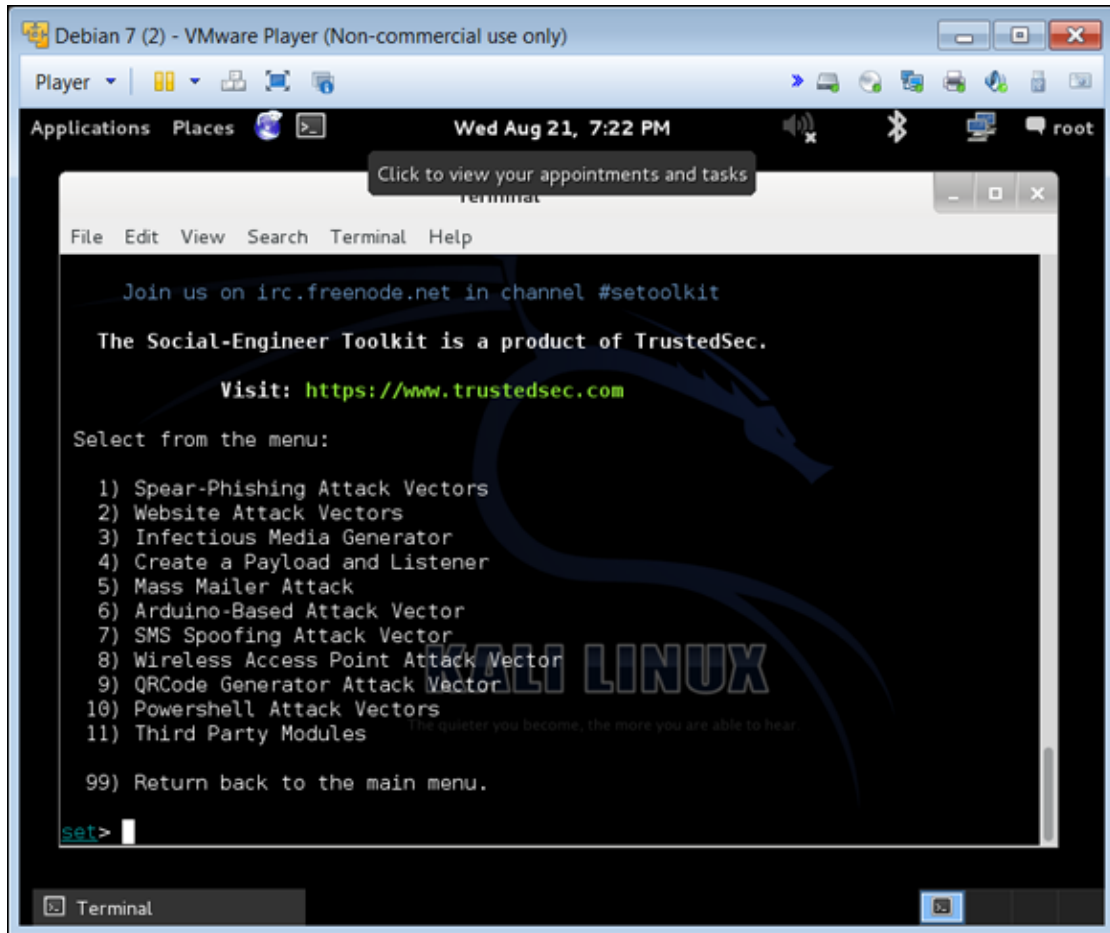 Debian 7 (2) - VMware Player (Non-commercial use only)
Player
Applications Places Wed Aug 21, 7:22 PM root
Click to view your appointments and tasks
Terminal
File Edit View Search Terminal Help
Join us on irc.freenode.net in channel #setoolkit
The Social-Engineer Toolkit is a product of TrustedSec.
Visit: https://www.trustedsec.com
Select from the menu:
1) Spear-Phishing Attack Vectors
2) Website Attack Vectors
3) Infectious Media Generator
4) Create a Payload and Listener
5) Mass Mailer Attack
6) Arduino-Based Attack Vector
7) SMS Spoofing Attack Vector
8) Wireless Access Point Attack Vector
9) QRCode Generator Attack Vector
10) Powershell Attack Vectors
11) Third Party Modules
99) Return back to the main menu.
set>
KALI LINUX
The quieter you become, the more you are able to hear.
Terminal